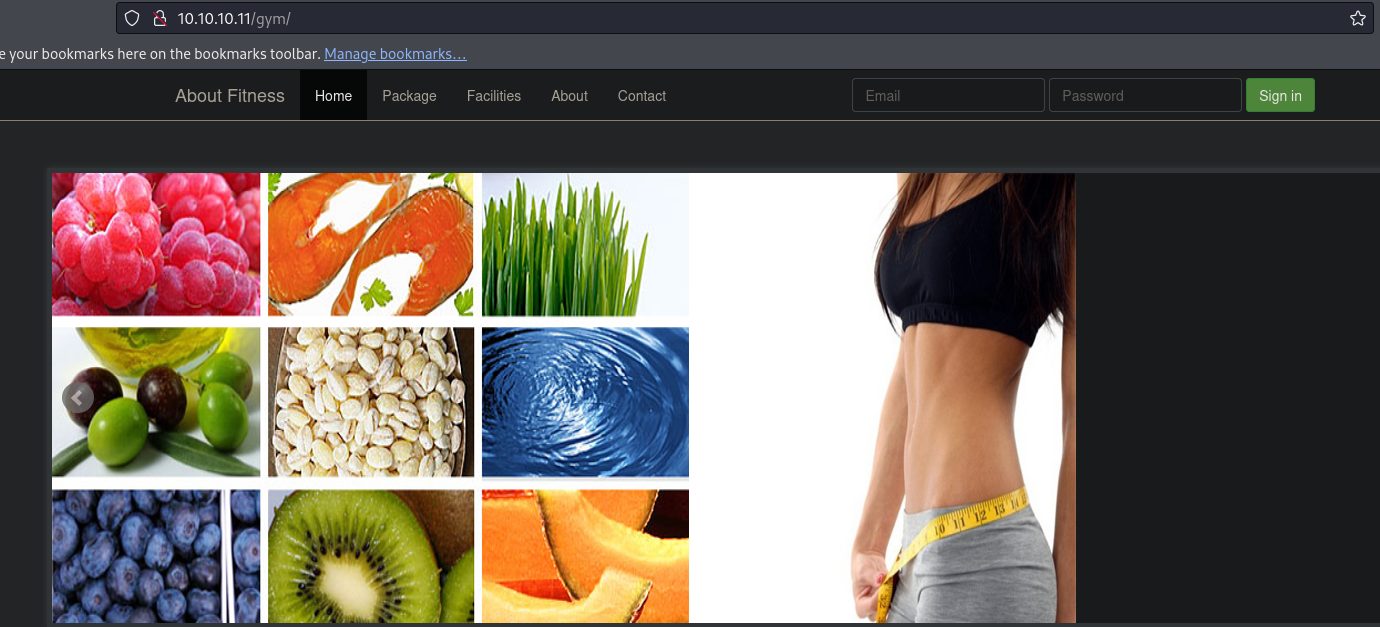 10.10.10.11/gym/
e your bookmarks here on the bookmarks toolbar. Manage bookmarks…
About Fitness Home Package Facilities About Contact Email Password Sign in
10 11 12 13 14